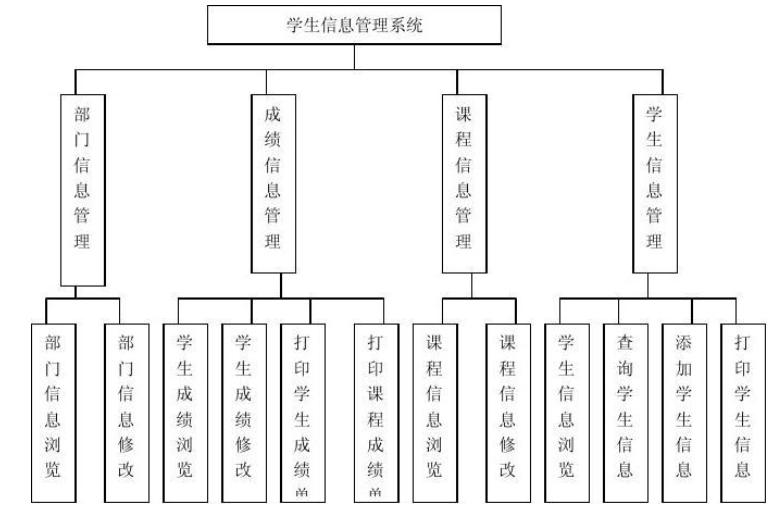 学生信息管理系统
部门信息管理
成绩信息管理
课程信息管理
学生信息管理
部门信息浏览
部门信息修改
学生成绩浏览
学生成绩修改
打印学生成绩单
打印课程成绩单
课程信息浏览
课程信息修改
学生信息浏览
查询学生信息
添加学生信息
打印学生信息